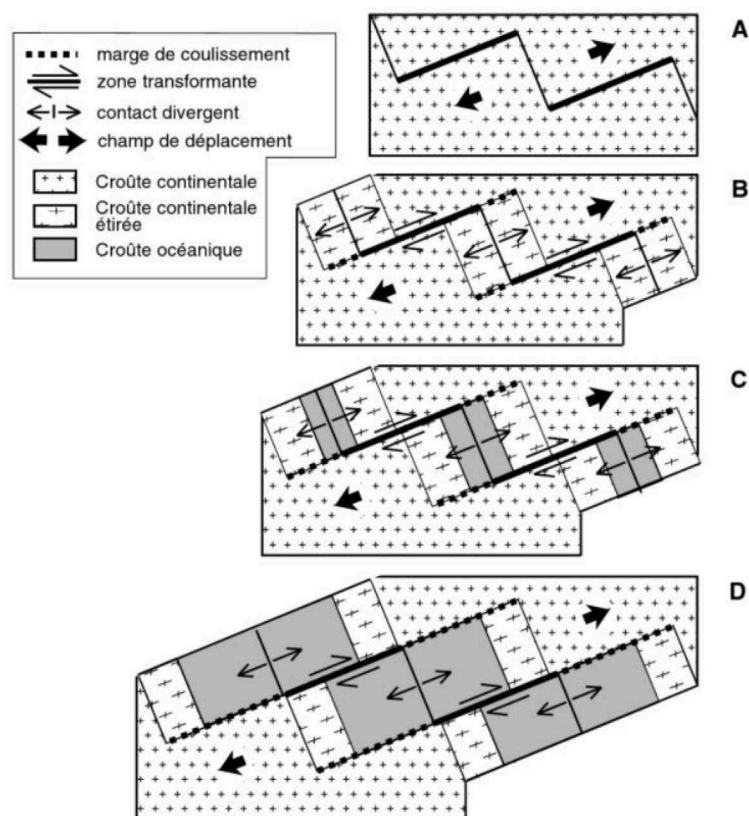 marge de coulissement
zone transformante
contact divergent
champ de déplacement
Croûte continentale
Croûte continentale
étirée
Croûte océanique
A
B
C
D